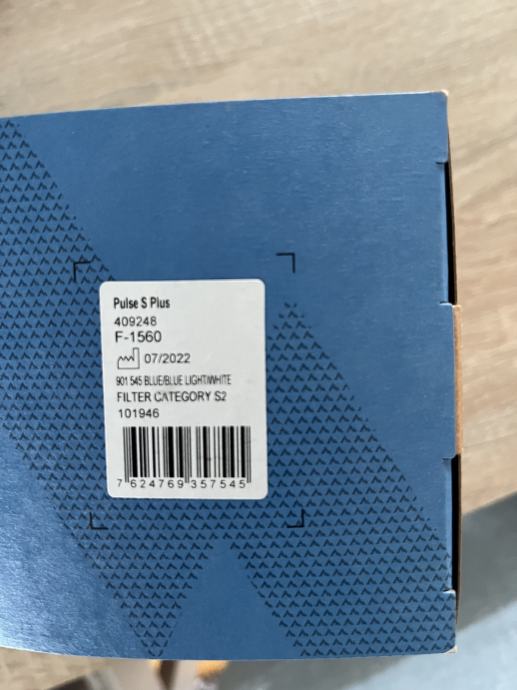 Pulse S Plus
409248
F-1560
07/2022
901 545 BLUE/BLUE LIGHT/WHITE
FILTER CATEGORY S2
101946
7 624769 357545